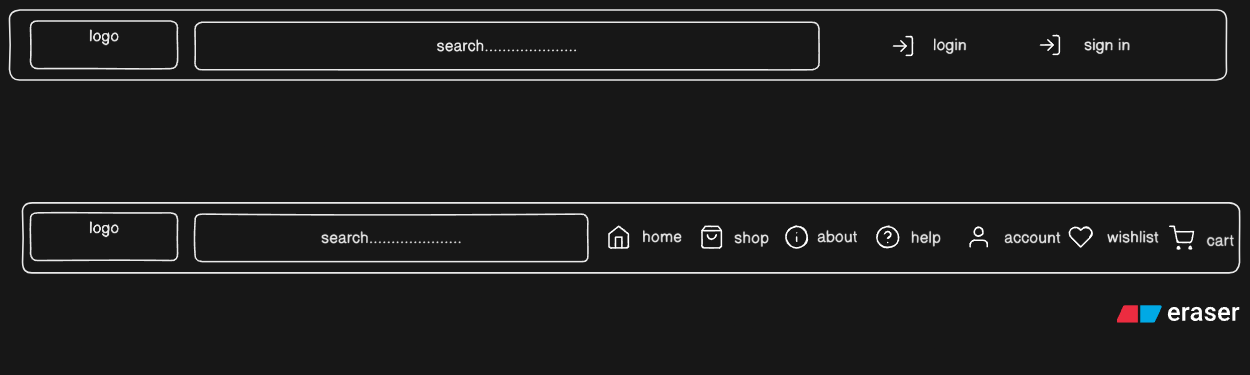 logo search..................... login sign in
logo search..................... home shop about help account wishlist cart
eraser